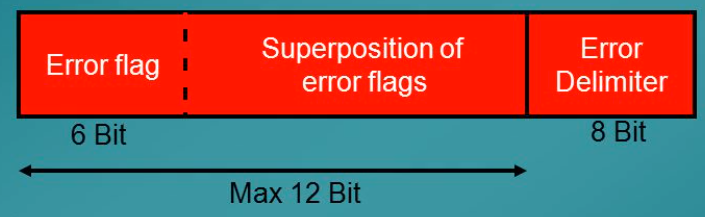 Error flag
Superposition of
error flags
Error
Delimiter
6 Bit
8 Bit
Max 12 Bit